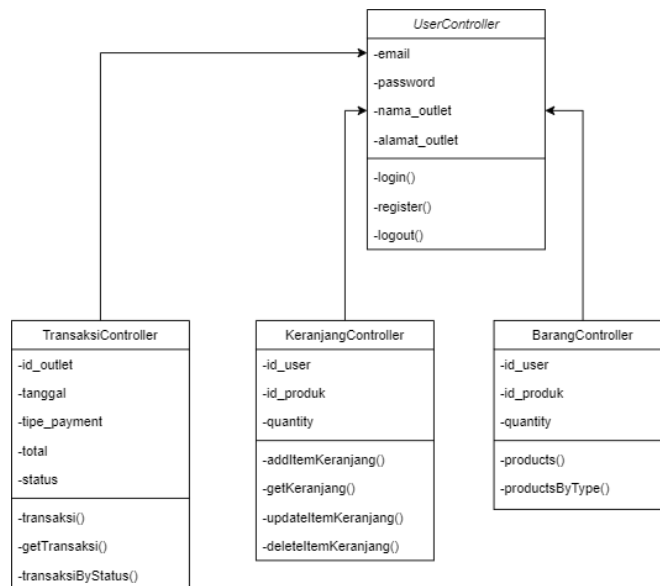 UserController
-email
-password
-nama_outlet
-alamat_outlet
-login()
-register()
-logout()
TransaksiController
-id_outlet
-tanggal
-tipe_payment
-total
-status
-transaksi()
-getTransaksi()
-transaksiByStatus()
KeranjangController
-id_user
-id_produk
-quantity
-addItemKeranjang()
-getKeranjang()
-updateItemKeranjang()
-deleteItemKeranjang()
BarangController
-id_user
-id_produk
-quantity
-products()
-productsByType()